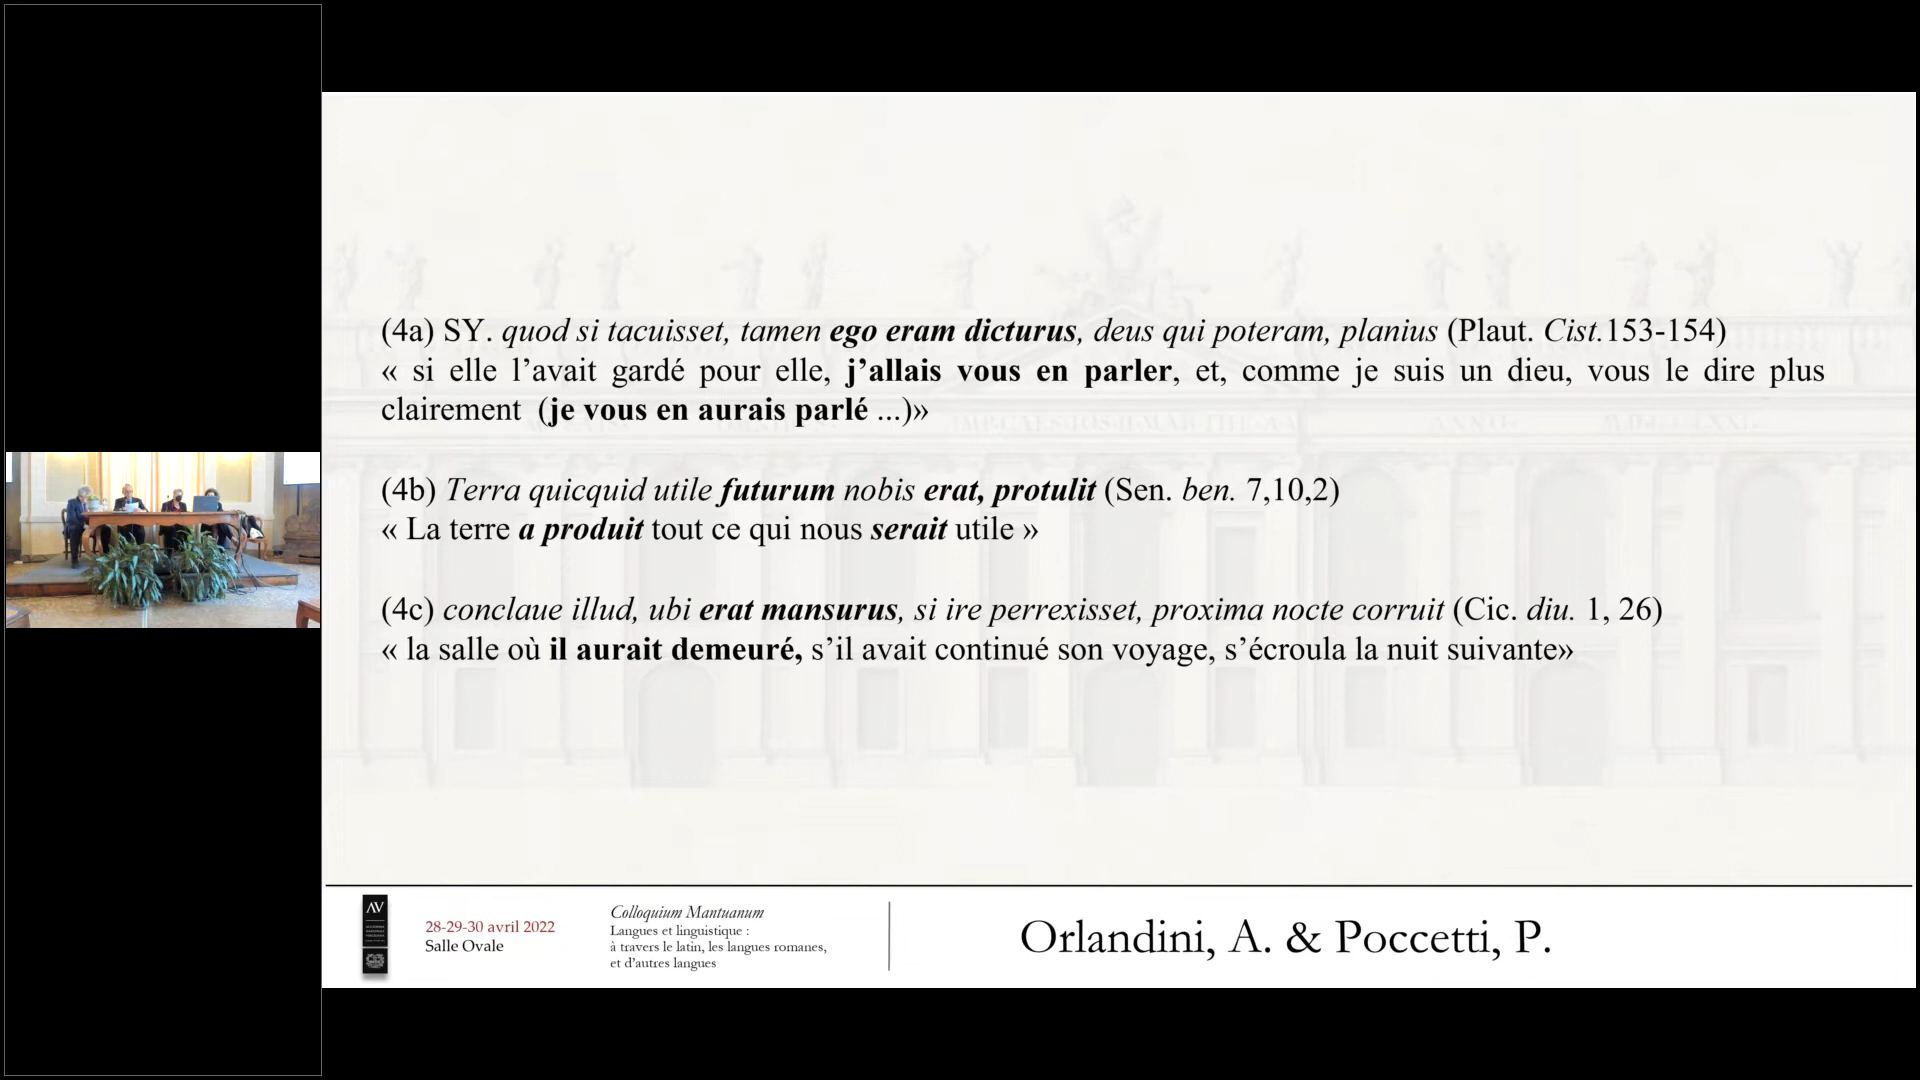 (4a) SY. quod si tacuisset, tamen ego eram dicturus, deus qui poteram, planius (Plaut. Cist.153-154)
« si elle l’avait gardé pour elle, j’allais vous en parler, et, comme je suis un dieu, vous le dire plus
clairement (je vous en aurais parlé ...)»
(4b) Terra quicquid utile futurum nobis erat, protulit (Sen. ben. 7,10,2)
« La terre a produit tout ce qui nous serait utile »
(4c) conclaue illud, ubi erat mansurus, si ire perrexisset, proxima nocte corruit (Cic. diu. 1, 26)
« la salle où il aurait demeuré, s’il avait continué son voyage, s’écroula la nuit suivante»
AV
28-29-30 avril 2022
Salle Ovale
Colloquium Mantuanum
Langues et linguistique :
à travers le latin, les langues romanes,
et d’autres langues
Orlandini, A. & Poccetti, P.